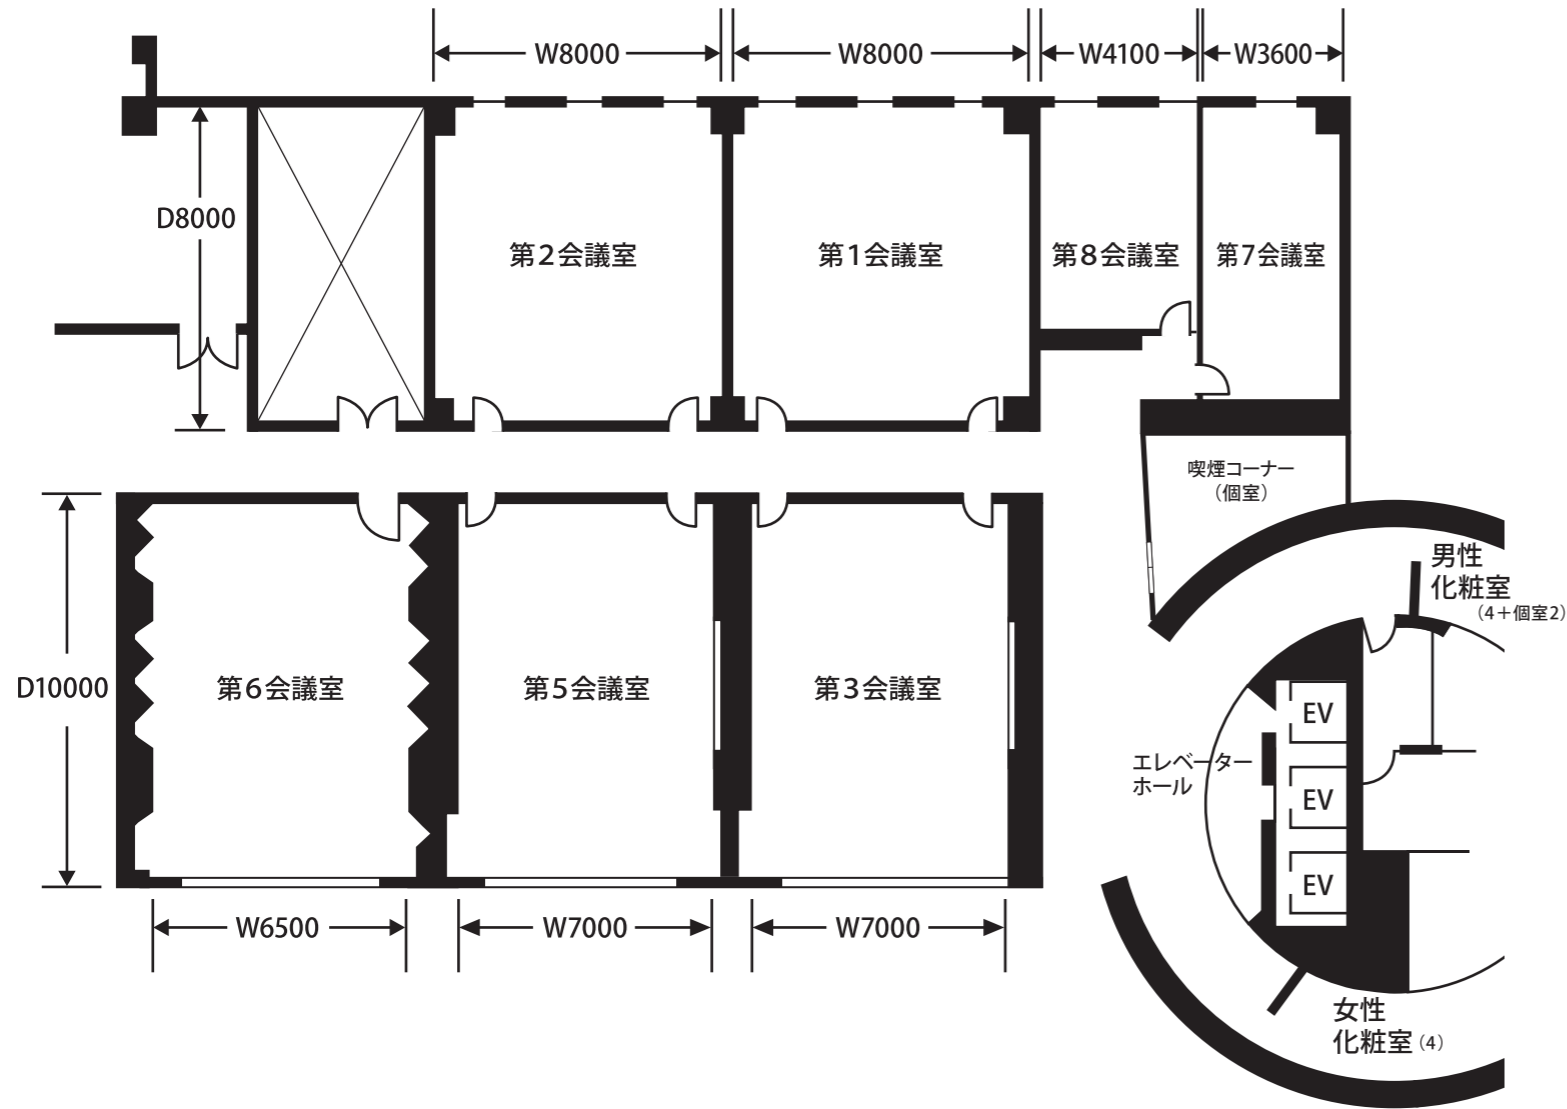 W8000
W8000
W4100
W3600
D8000
第2会議室
第1会議室
第8会議室
第7会議室
喫煙コーナー
（個室）
男性
化粧室
（4＋個室2）
D10000
第6会議室
第5会議室
第3会議室
エレベーター
ホール
EV
EV
EV
W6500
W7000
W7000
女性
化粧室（4）